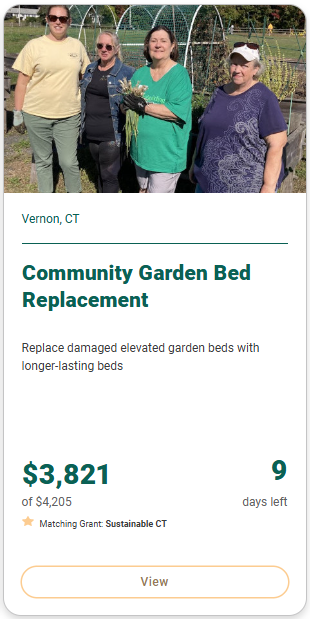 Vernon, CT
Community Garden Bed
Replacement
Replace damaged elevated garden beds with
longer-lasting beds
$3,821
of $4,205
9
days left
Matching Grant: Sustainable CT
View